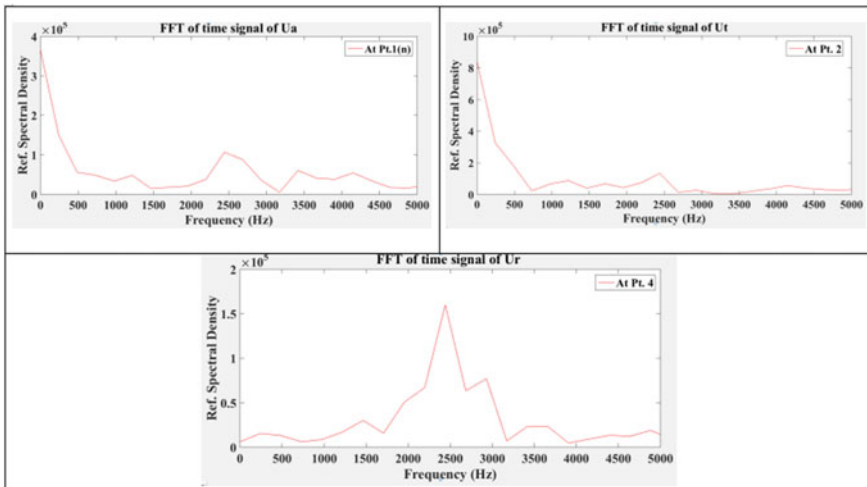 FFT of time signal of Ua
×10⁵
At Pt.1(n)
Ref. Spectral Density
4
3
2
1
0
0 500 1000 1500 2000 2500 3000 3500 4000 4500 5000
Frequency (Hz)
FFT of time signal of Ut
×10⁵
At Pt. 2
Ref. Spectral Density
10
8
6
4
2
0
0 500 1000 1500 2000 2500 3000 3500 4000 4500 5000
Frequency (Hz)
FFT of time signal of Ur
×10⁵
At Pt. 4
Ref. Spectral Density
2
1.5
1
0.5
0
0 500 1000 1500 2000 2500 3000 3500 4000 4500 5000
Frequency (Hz)